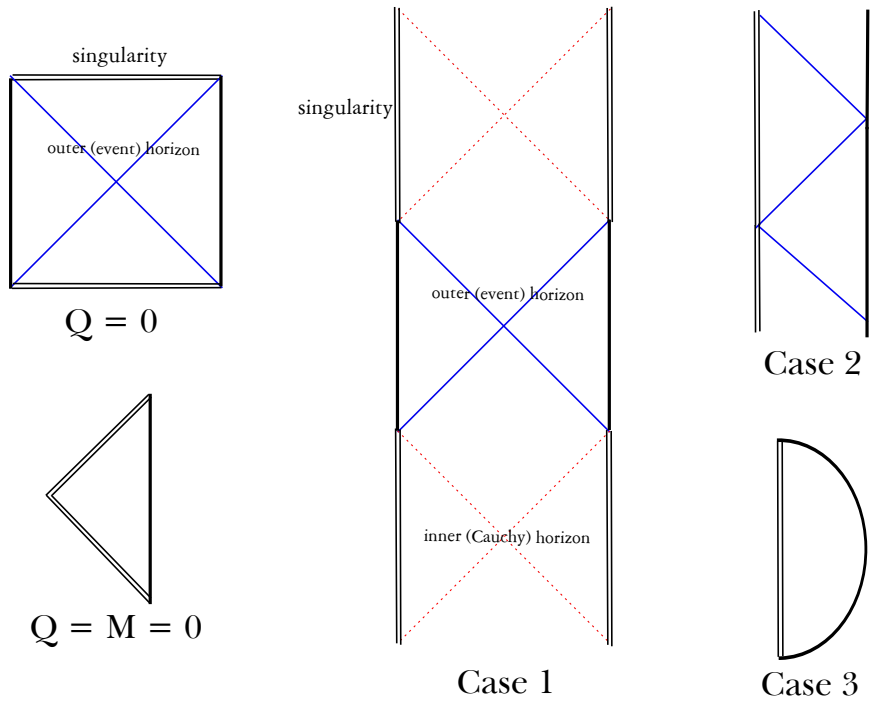 singularity
outer (event) horizon
Q = 0
Q = M = 0
singularity
outer (event) horizon
inner (Cauchy) horizon
Case 1
Case 2
Case 3